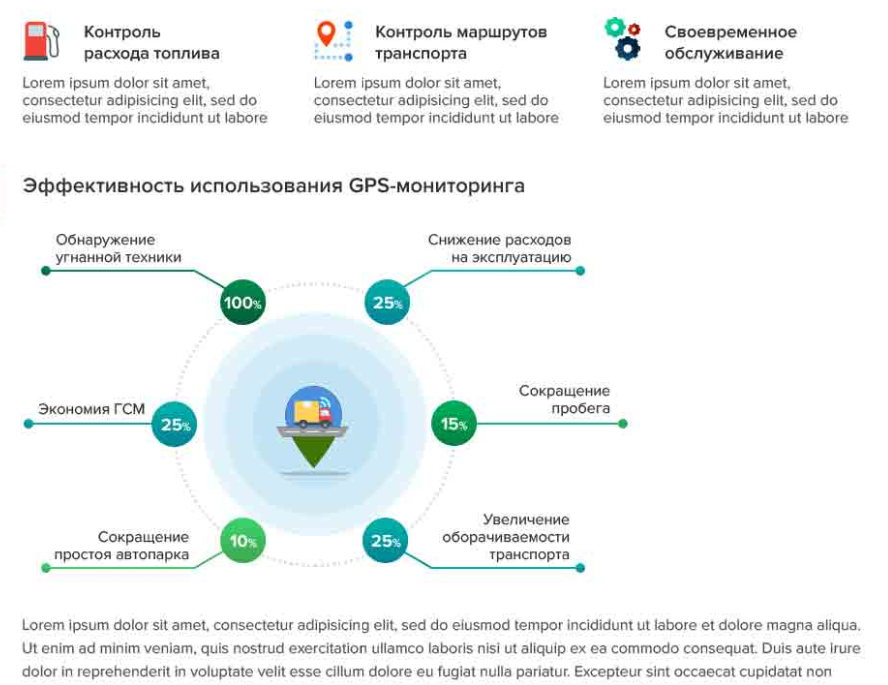 Контроль
расхода топлива
Lorem ipsum dolor sit amet,
consectetur adipisicing elit, sed do
eiusmod tempor incididunt ut labore
Контроль маршрутов
транспорта
Lorem ipsum dolor sit amet,
consectetur adipisicing elit, sed do
eiusmod tempor incididunt ut labore
Своевременное
обслуживание
Lorem ipsum dolor sit amet,
consectetur adipisicing elit, sed do
eiusmod tempor incididunt ut labore
Эффективность использования GPS-мониторинга
Обнаружение
угнанной техники
100%
Снижение расходов
на эксплуатацию
25%
Экономия ГСМ
25%
Сокращение
пробега
15%
Сокращение
простоя автопарка
10%
Увеличение
оборачиваемости
транспорта
25%
Lorem ipsum dolor sit amet, consectetur adipisicing elit, sed do eiusmod tempor incididunt ut labore et dolore magna aliqua.
Ut enim ad minim veniam, quis nostrud exercitation ullamco laboris nisi ut aliquip ex ea commodo consequat. Duis aute irure
dolor in reprehenderit in voluptate velit esse cillum dolore eu fugiat nulla pariatur. Excepteur sint occaecat cupidatat non